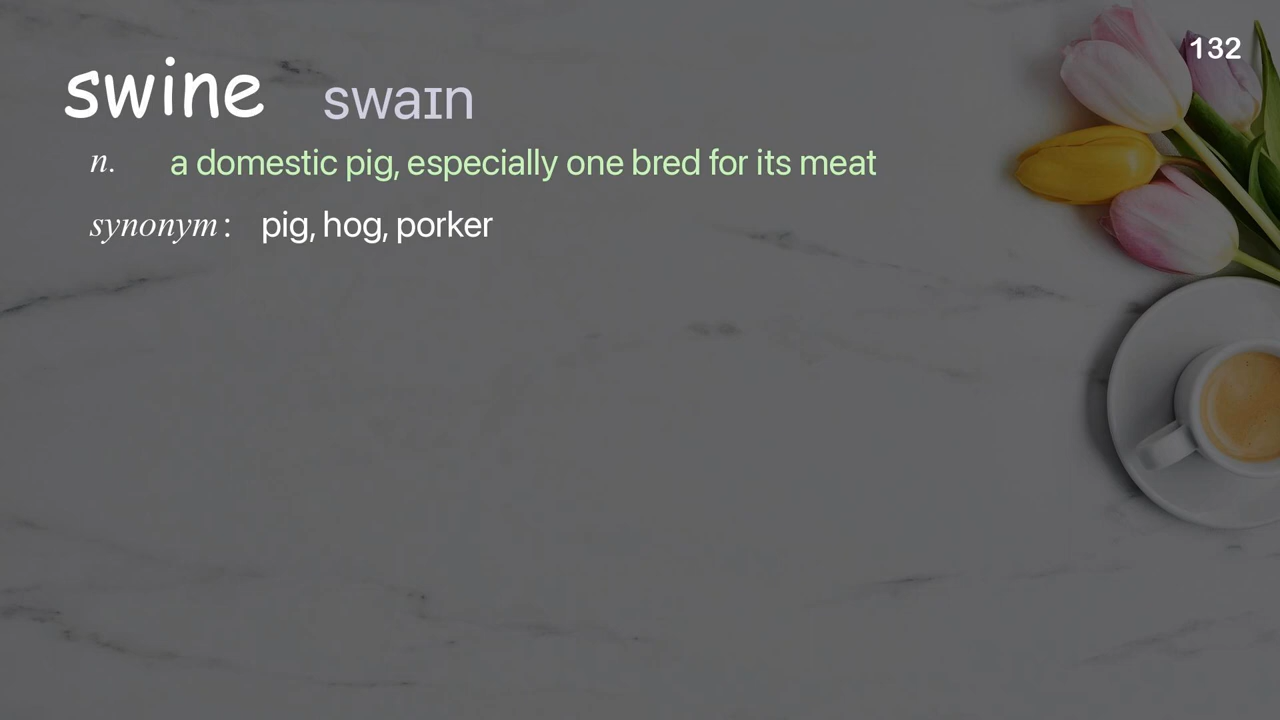 132
swine swaɪn
n. a domestic pig, especially one bred for its meat
synonym: pig, hog, porker